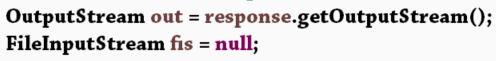 OutputStream out = response.getOutputStream();
FileInputStream fis = null;